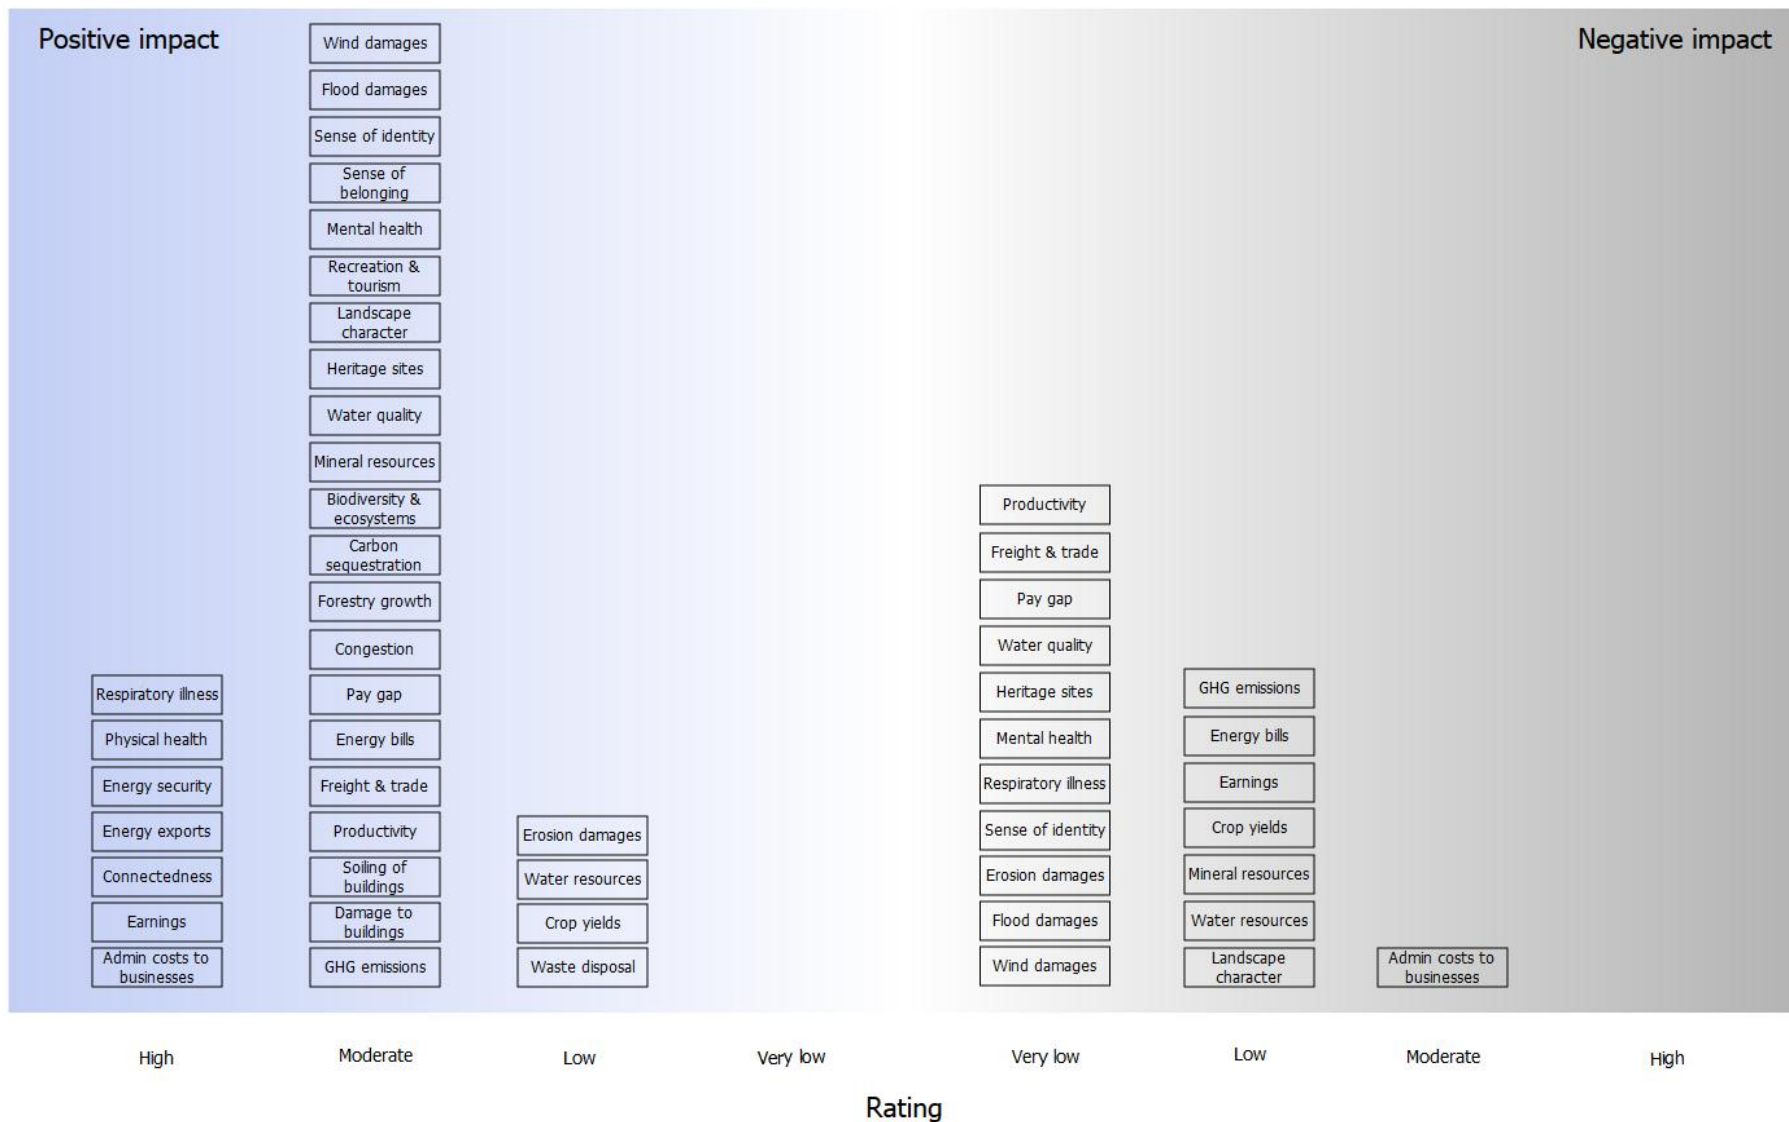 Positive impact
Negative impact
Wind damages
Flood damages
Sense of identity
Sense of
belonging
Mental health
Recreation &
tourism
Landscape
character
Heritage sites
Water quality
Mineral resources
Biodiversity &
ecosystems
Carbon
sequestration
Forestry growth
Congestion
Pay gap
Energy bills
Freight & trade
Productivity
Soiling of
buildings
Damage to
buildings
GHG emissions
Respiratory illness
Physical health
Energy security
Energy exports
Connectedness
Earnings
Admin costs to
businesses
Erosion damages
Water resources
Crop yields
Waste disposal
Productivity
Freight & trade
Pay gap
Water quality
Heritage sites
Mental health
Respiratory illness
Sense of identity
Erosion damages
Flood damages
Wind damages
GHG emissions
Energy bills
Earnings
Crop yields
Mineral resources
Water resources
Landscape
character
Admin costs to
businesses
High
Moderate
Low
Very low
Very low
Low
Moderate
High
Rating